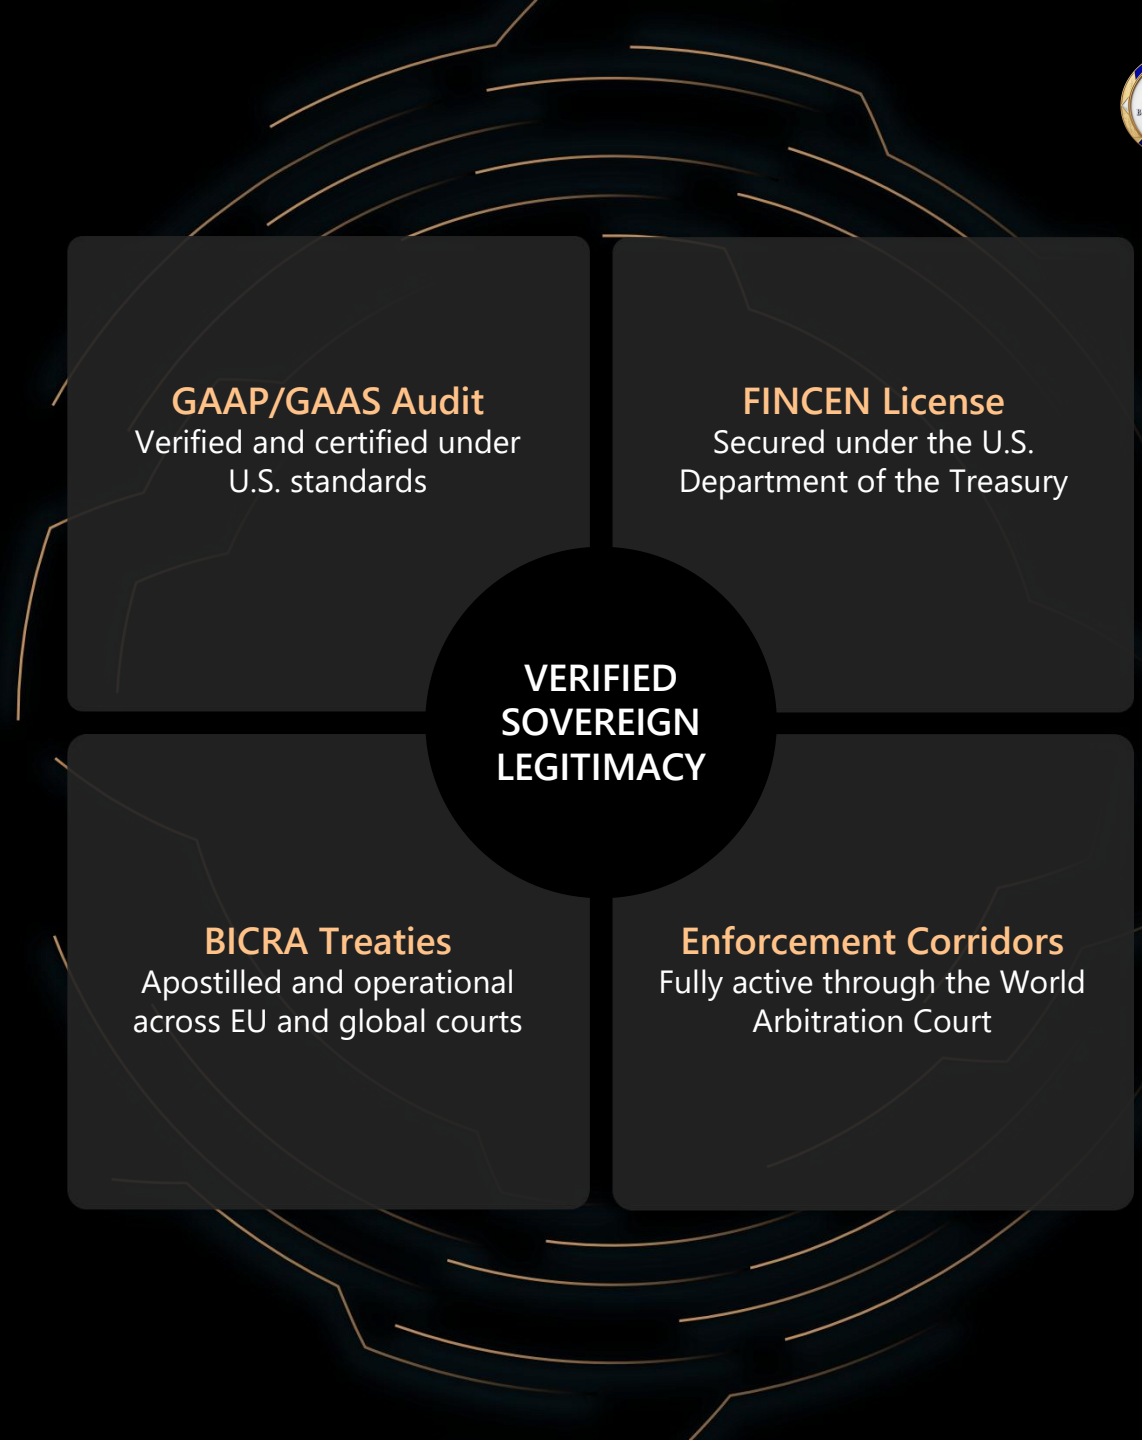 GAAP/GAAS Audit
Verified and certified under
U.S. standards
FINCEN License
Secured under the U.S.
Department of the Treasury
VERIFIED
SOVEREIGN
LEGITIMACY
BICRA Treaties
Apostilled and operational
across EU and global courts
Enforcement Corridors
Fully active through the World
Arbitration Court